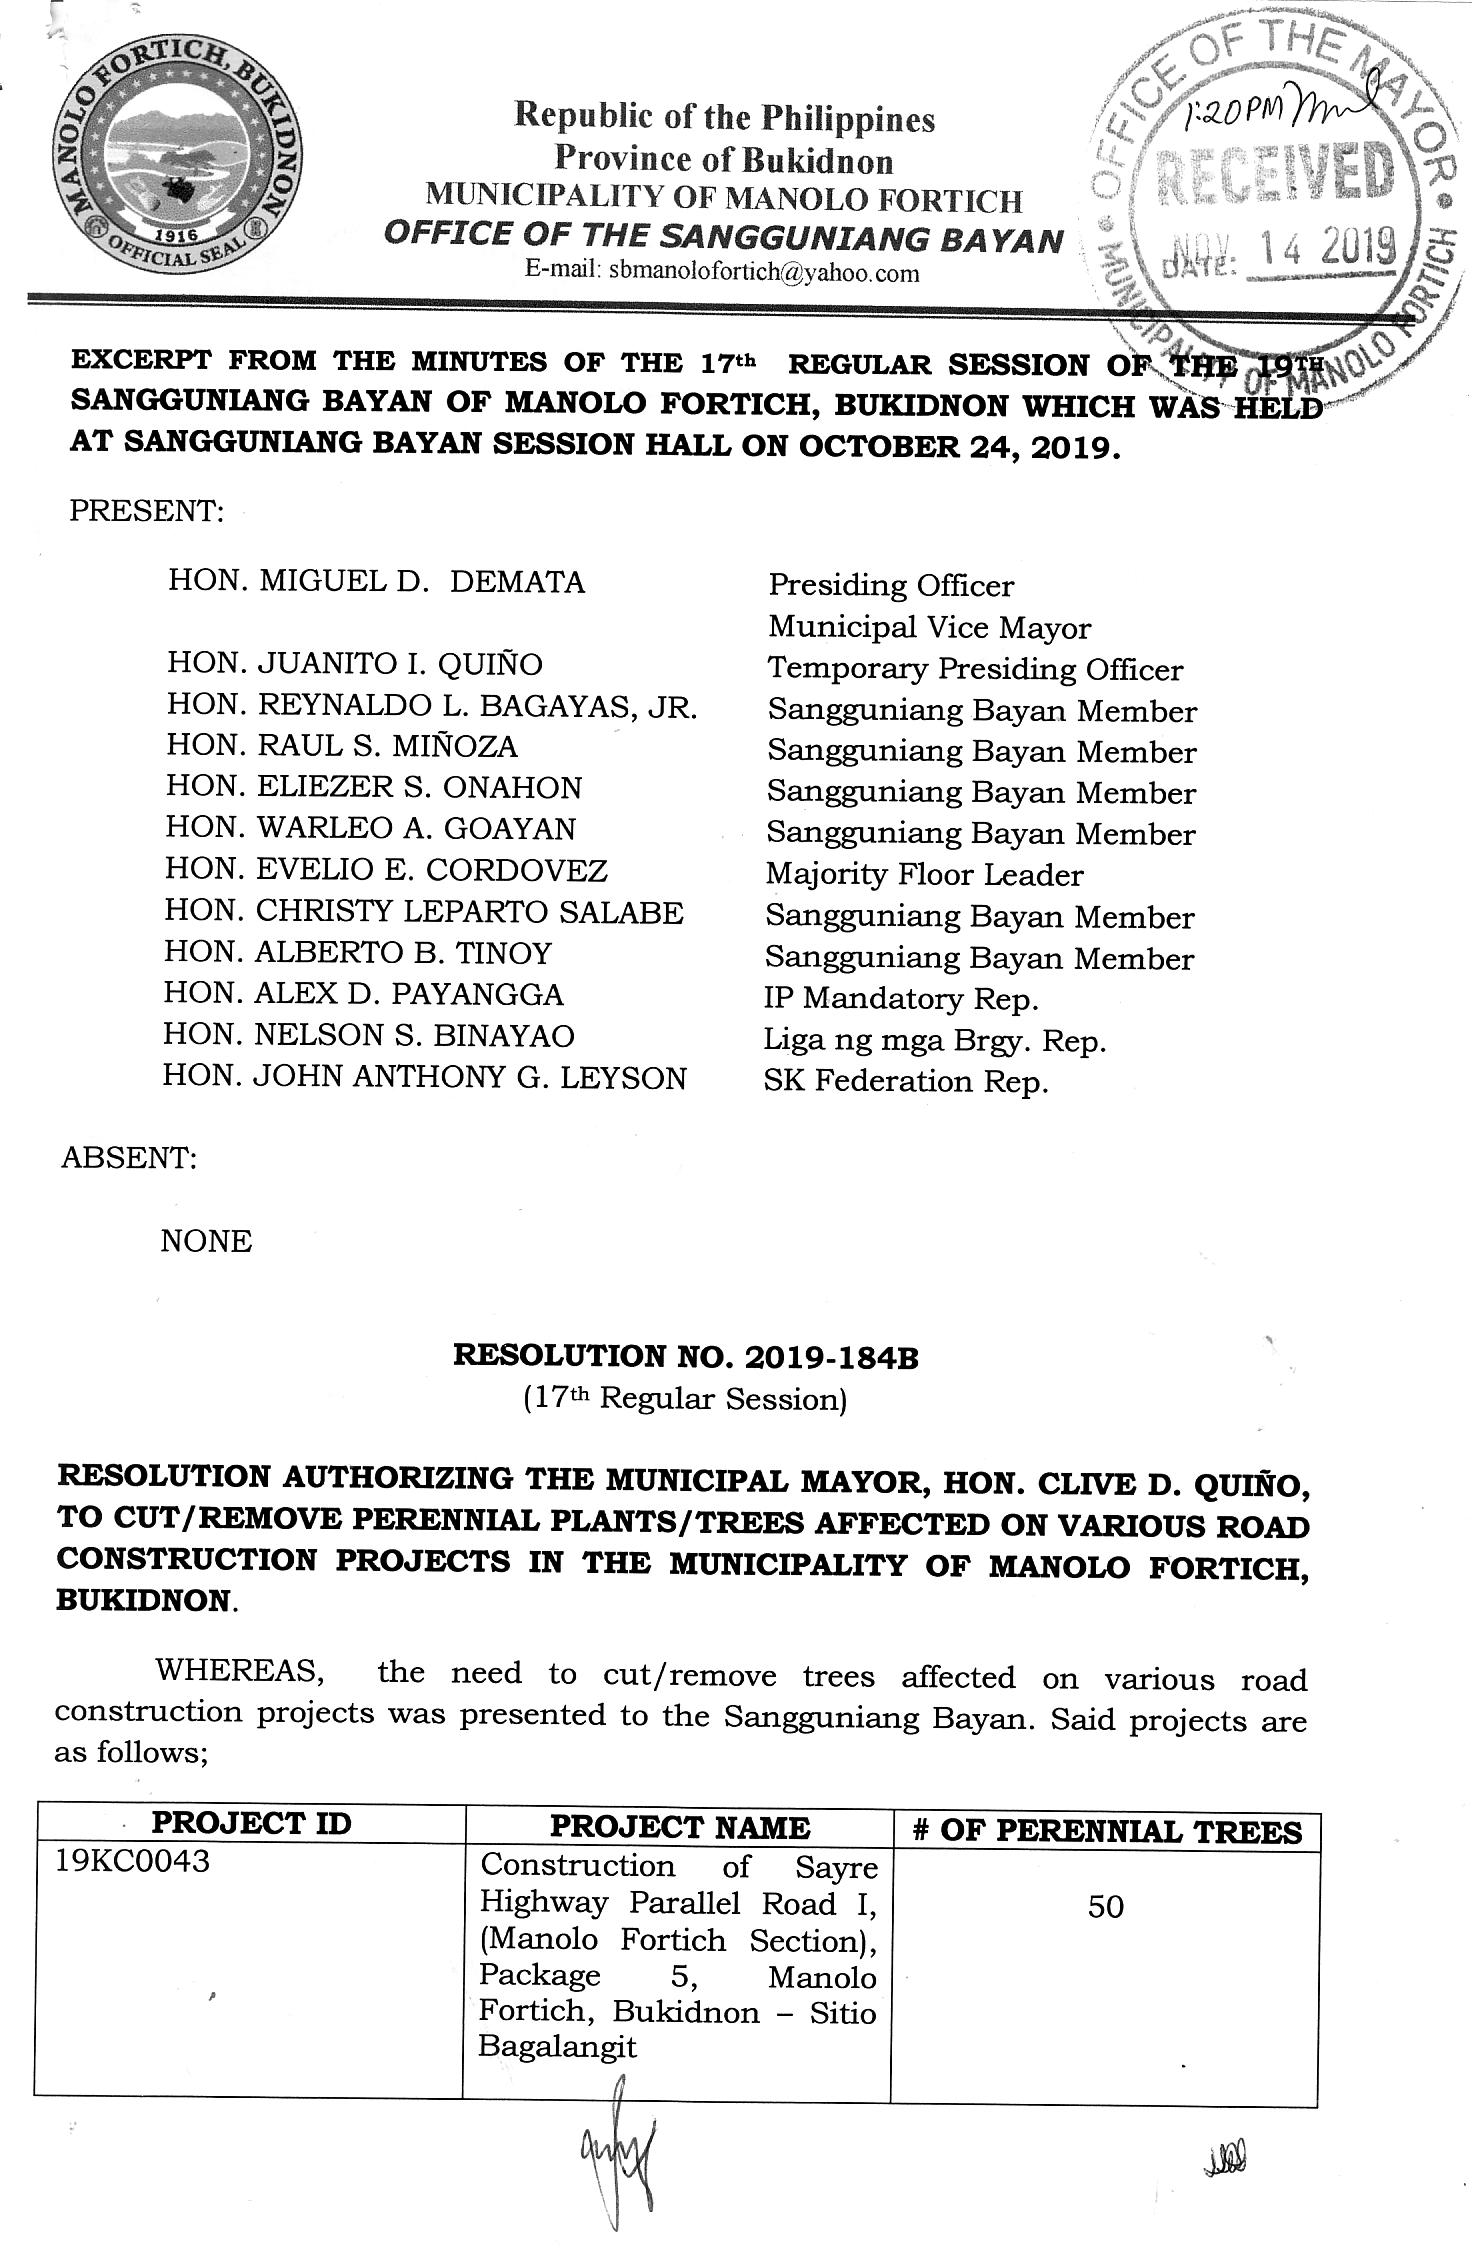 MANOLO FORTICH, BUKIDNON
1916
OFFICIAL SEAL
Republic of the Philippines
Province of Bukidnon
MUNICIPALITY OF MANOLO FORTICH
OFFICE OF THE SANGGUNIANG BAYAN
E-mail: sbmanolofortich@yahoo.com
OFFICE OF THE MAYOR
1:20PM
RECEIVED
NOV 14 2019
DATE:
MUNICIPALITY OF MANOLO FORTICH
EXCERPT FROM THE MINUTES OF THE 17th REGULAR SESSION OF THE 19TH
SANGGUNIANG BAYAN OF MANOLO FORTICH, BUKIDNON WHICH WAS HELD
AT SANGGUNIANG BAYAN SESSION HALL ON OCTOBER 24, 2019.
PRESENT:
HON. MIGUEL D. DEMATA Presiding Officer
Municipal Vice Mayor
HON. JUANITO I. QUIÑO Temporary Presiding Officer
HON. REYNALDO L. BAGAYAS, JR. Sangguniang Bayan Member
HON. RAUL S. MIÑOZA Sangguniang Bayan Member
HON. ELIEZER S. ONAHON Sangguniang Bayan Member
HON. WARLEO A. GOAYAN Sangguniang Bayan Member
HON. EVELIO E. CORDOVEZ Majority Floor Leader
HON. CHRISTY LEPARTO SALABE Sangguniang Bayan Member
HON. ALBERTO B. TINOY Sangguniang Bayan Member
HON. ALEX D. PAYANGGA IP Mandatory Rep.
HON. NELSON S. BINAYAO Liga ng mga Brgy. Rep.
HON. JOHN ANTHONY G. LEYSON SK Federation Rep.
ABSENT:
NONE
RESOLUTION NO. 2019-184B
(17th Regular Session)
RESOLUTION AUTHORIZING THE MUNICIPAL MAYOR, HON. CLIVE D. QUIÑO,
TO CUT/REMOVE PERENNIAL PLANTS/TREES AFFECTED ON VARIOUS ROAD
CONSTRUCTION PROJECTS IN THE MUNICIPALITY OF MANOLO FORTICH,
BUKIDNON.
WHEREAS, the need to cut/remove trees affected on various road
construction projects was presented to the Sangguniang Bayan. Said projects are
as follows;
PROJECT ID PROJECT NAME # OF PERENNIAL TREES
19KC0043 Construction of Sayre
Highway Parallel Road I, 50
(Manolo Fortich Section),
Package 5, Manolo
Fortich, Bukidnon – Sitio
Bagalangit